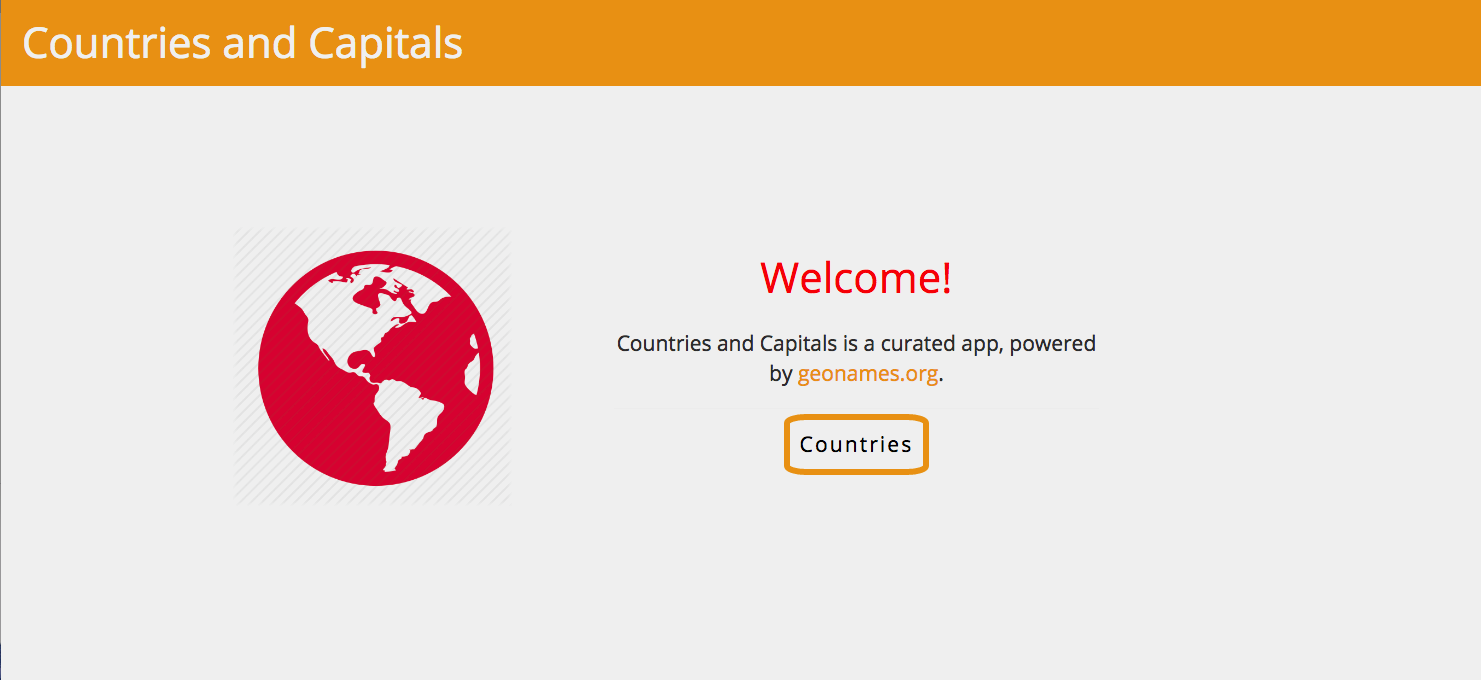 Countries and Capitals
Welcome!
Countries and Capitals is a curated app, powered
by geonames.org.
Countries